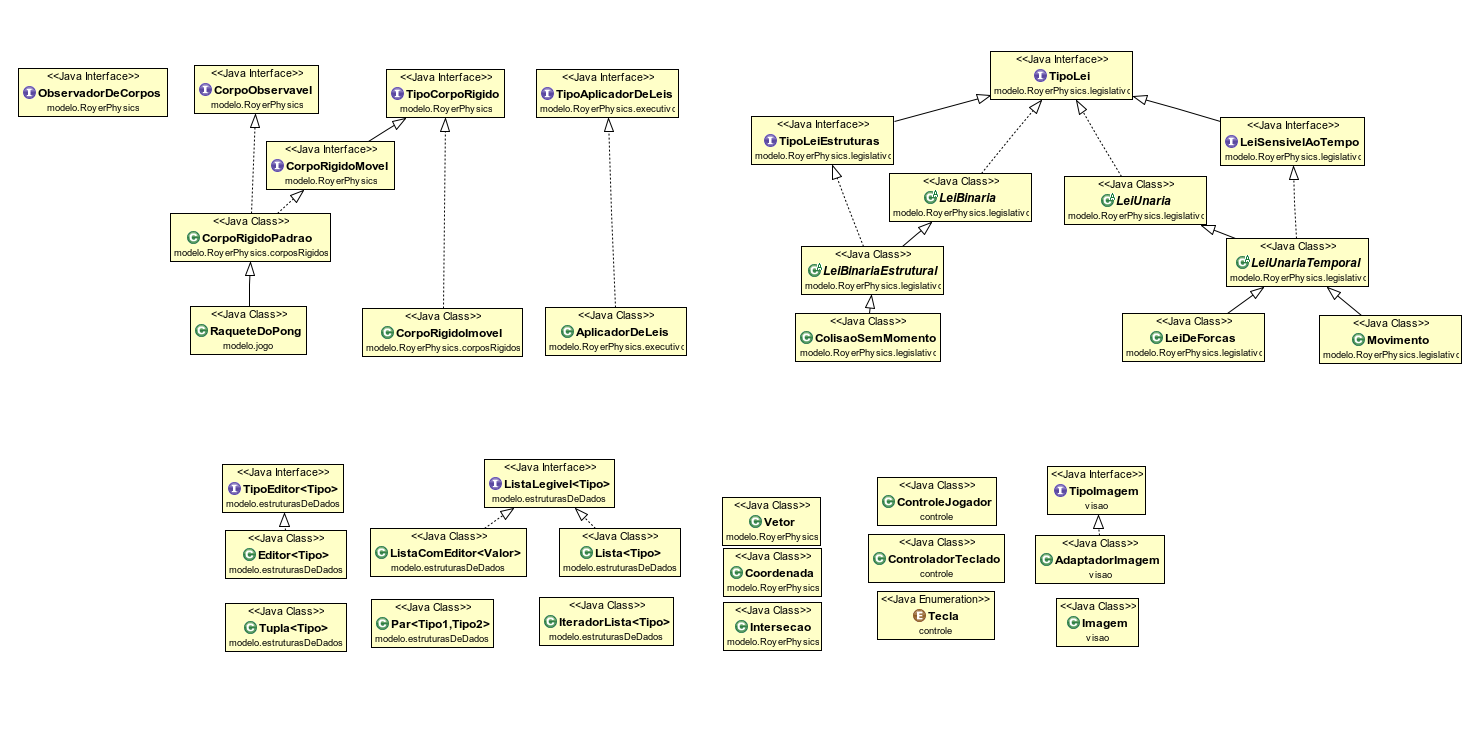 <<Java Interface>>
ObservadorDeCorpos
modelo.RoyerPhysics
<<Java Interface>>
CorpoObservavel
modelo.RoyerPhysics
<<Java Interface>>
TipoCorpoRigido
modelo.RoyerPhysics
<<Java Interface>>
TipoAplicadorDeLeis
modelo.RoyerPhysics.executivo
<<Java Interface>>
CorpoRigidoMovel
modelo.RoyerPhysics
<<Java Class>>
CorpoRigidoPadrao
modelo.RoyerPhysics.corposRigidos
<<Java Class>>
RaqueteDoPong
modelo.jogo
<<Java Class>>
CorpoRigidoImovel
modelo.RoyerPhysics.corposRigidos
<<Java Class>>
AplicadorDeLeis
modelo.RoyerPhysics.executivo
<<Java Interface>>
TipoLei
modelo.RoyerPhysics.legislativo
<<Java Interface>>
TipoLeiEstruturas
modelo.RoyerPhysics.legislativo
<<Java Interface>>
LeiSensivelAoTempo
modelo.RoyerPhysics.legislativo
<<Java Class>>
LeiBinaria
modelo.RoyerPhysics.legislativo
<<Java Class>>
LeiUnaria
modelo.RoyerPhysics.legislativo
<<Java Class>>
LeiBinariaEstrutural
modelo.RoyerPhysics.legislativo
<<Java Class>>
LeiUnariaTemporal
modelo.RoyerPhysics.legislativo
<<Java Class>>
ColisaoSemMomento
modelo.RoyerPhysics.legislativo
<<Java Class>>
LeiDeForcas
modelo.RoyerPhysics.legislativo
<<Java Class>>
Movimento
modelo.RoyerPhysics.legislativo
<<Java Interface>>
TipoEditor<Tipo>
modelo.estruturasDeDados
<<Java Class>>
Editor<Tipo>
modelo.estruturasDeDados
<<Java Class>>
Tupla<Tipo>
modelo.estruturasDeDados
<<Java Interface>>
ListaLegivel<Tipo>
modelo.estruturasDeDados
<<Java Class>>
ListaComEditor<Valor>
modelo.estruturasDeDados
<<Java Class>>
Lista<Tipo>
modelo.estruturasDeDados
<<Java Class>>
Par<Tipo1,Tipo2>
modelo.estruturasDeDados
<<Java Class>>
IteradorLista<Tipo>
modelo.estruturasDeDados
<<Java Class>>
Vetor
modelo.RoyerPhysics
<<Java Class>>
Coordenada
modelo.RoyerPhysics
<<Java Class>>
Intersecao
modelo.RoyerPhysics
<<Java Class>>
ControleJogador
controle
<<Java Class>>
ControladorTeclado
controle
<<Java Enumeration>>
Tecla
controle
<<Java Interface>>
TipoImagem
visao
<<Java Class>>
AdaptadorImagem
visao
<<Java Class>>
Imagem
visao